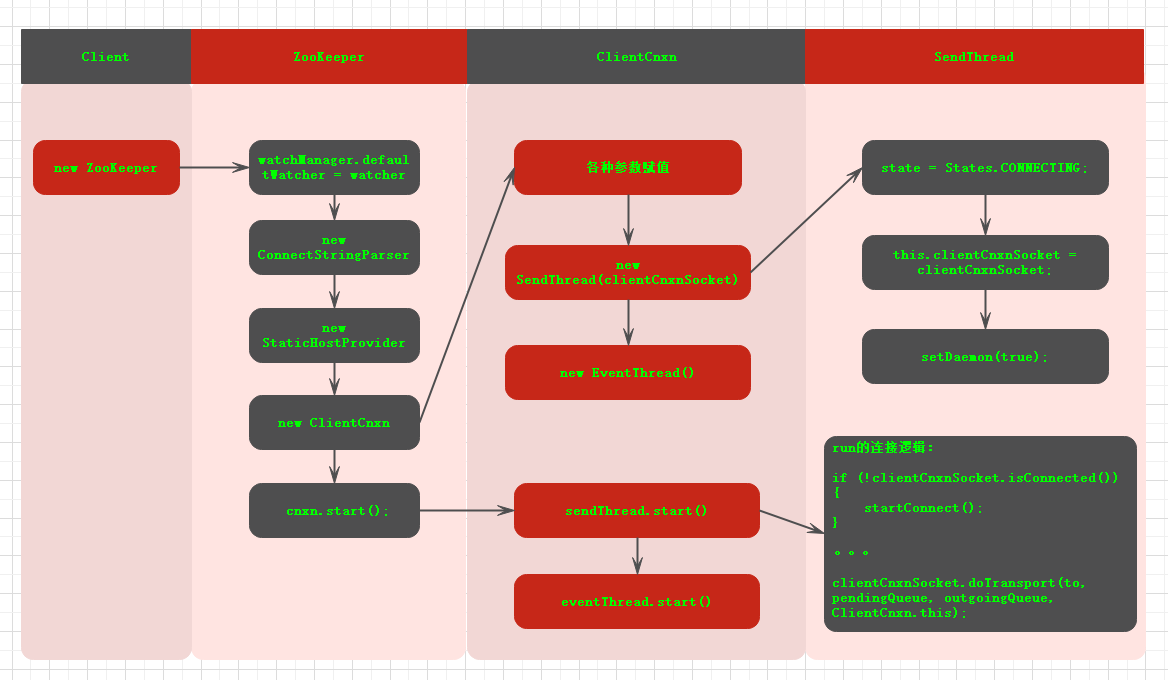 Client
ZooKeeper
ClientCnxn
SendThread
new ZooKeeper
watchManager.defaul
tWatcher = watcher
new
ConnectStringParser
new
StaticHostProvider
new ClientCnxn
cnxn.start();
各种参数赋值
new
SendThread(clientCnxnSocket)
new EventThread()
sendThread.start()
eventThread.start()
state = States.CONNECTING;
this.clientCnxnSocket =
clientCnxnSocket;
setDaemon(true);
run的连接逻辑：
if (!clientCnxnSocket.isConnected())
{
startConnect();
}
。。。
clientCnxnSocket.doTransport(to,
pendingQueue, outgoingQueue,
ClientCnxn.this);